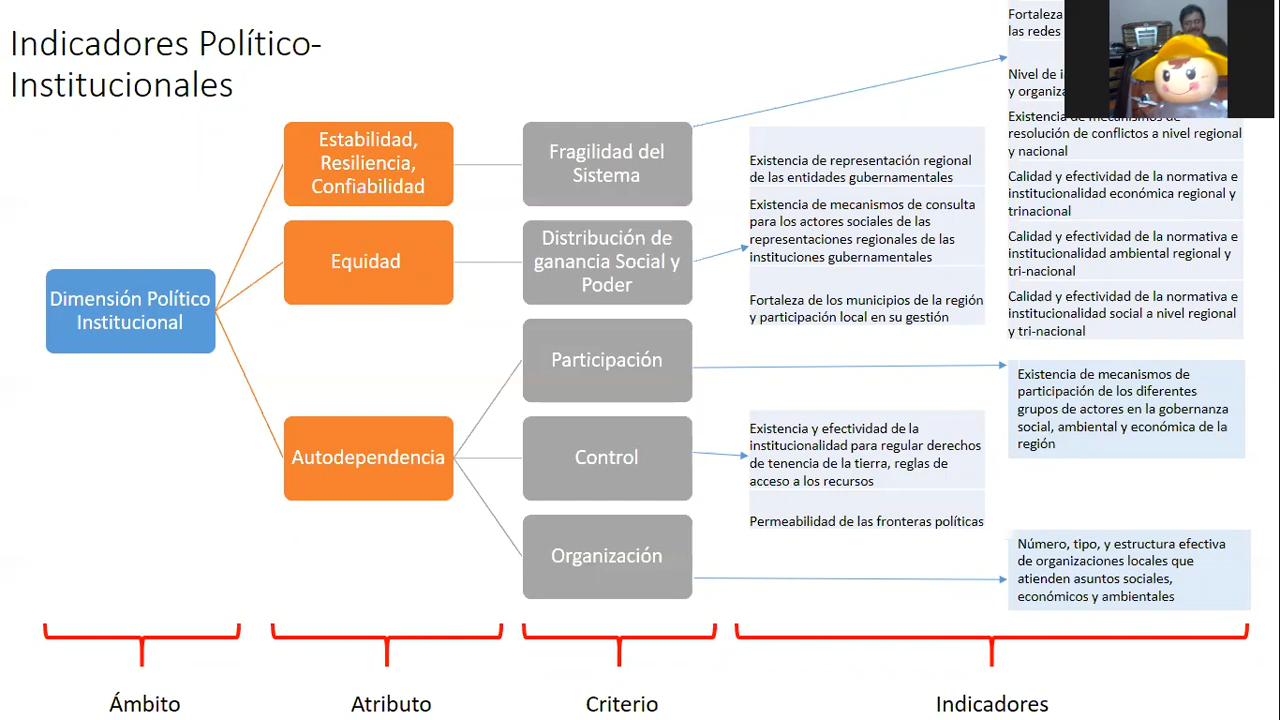 Indicadores Político-
Institucionales
Dimensión Político
Institucional
Estabilidad,
Resiliencia,
Confiabilidad
Equidad
Autodependencia
Fragilidad del
Sistema
Distribución de
ganancia Social y
Poder
Participación
Control
Organización
Existencia de representación regional
de las entidades gubernamentales
Existencia de mecanismos de consulta
para los actores sociales de las
representaciones regionales de las
instituciones gubernamentales
Fortaleza de los municipios de la región
y participación local en su gestión
Existencia y efectividad de la
institucionalidad para regular derechos
de tenencia de la tierra, reglas de
acceso a los recursos
Permeabilidad de las fronteras políticas
Fortaleza
las redes
Nivel de
y
Existencia de mecanismos de
resolución de conflictos a nivel regional
y nacional
Calidad y efectividad de la normativa e
institucionalidad económica regional y
trinacional
Calidad y efectividad de la normativa e
institucionalidad ambiental regional y
tri-nacional
Calidad y efectividad de la normativa e
institucionalidad social a nivel regional
y tri-nacional
Existencia de mecanismos de
participación de los diferentes
grupos de actores en la gobernanza
social, ambiental y económica de la
región
Número, tipo, y estructura efectiva
de organizaciones locales que
atienden asuntos sociales,
económicos y ambientales
Ámbito
Atributo
Criterio
Indicadores